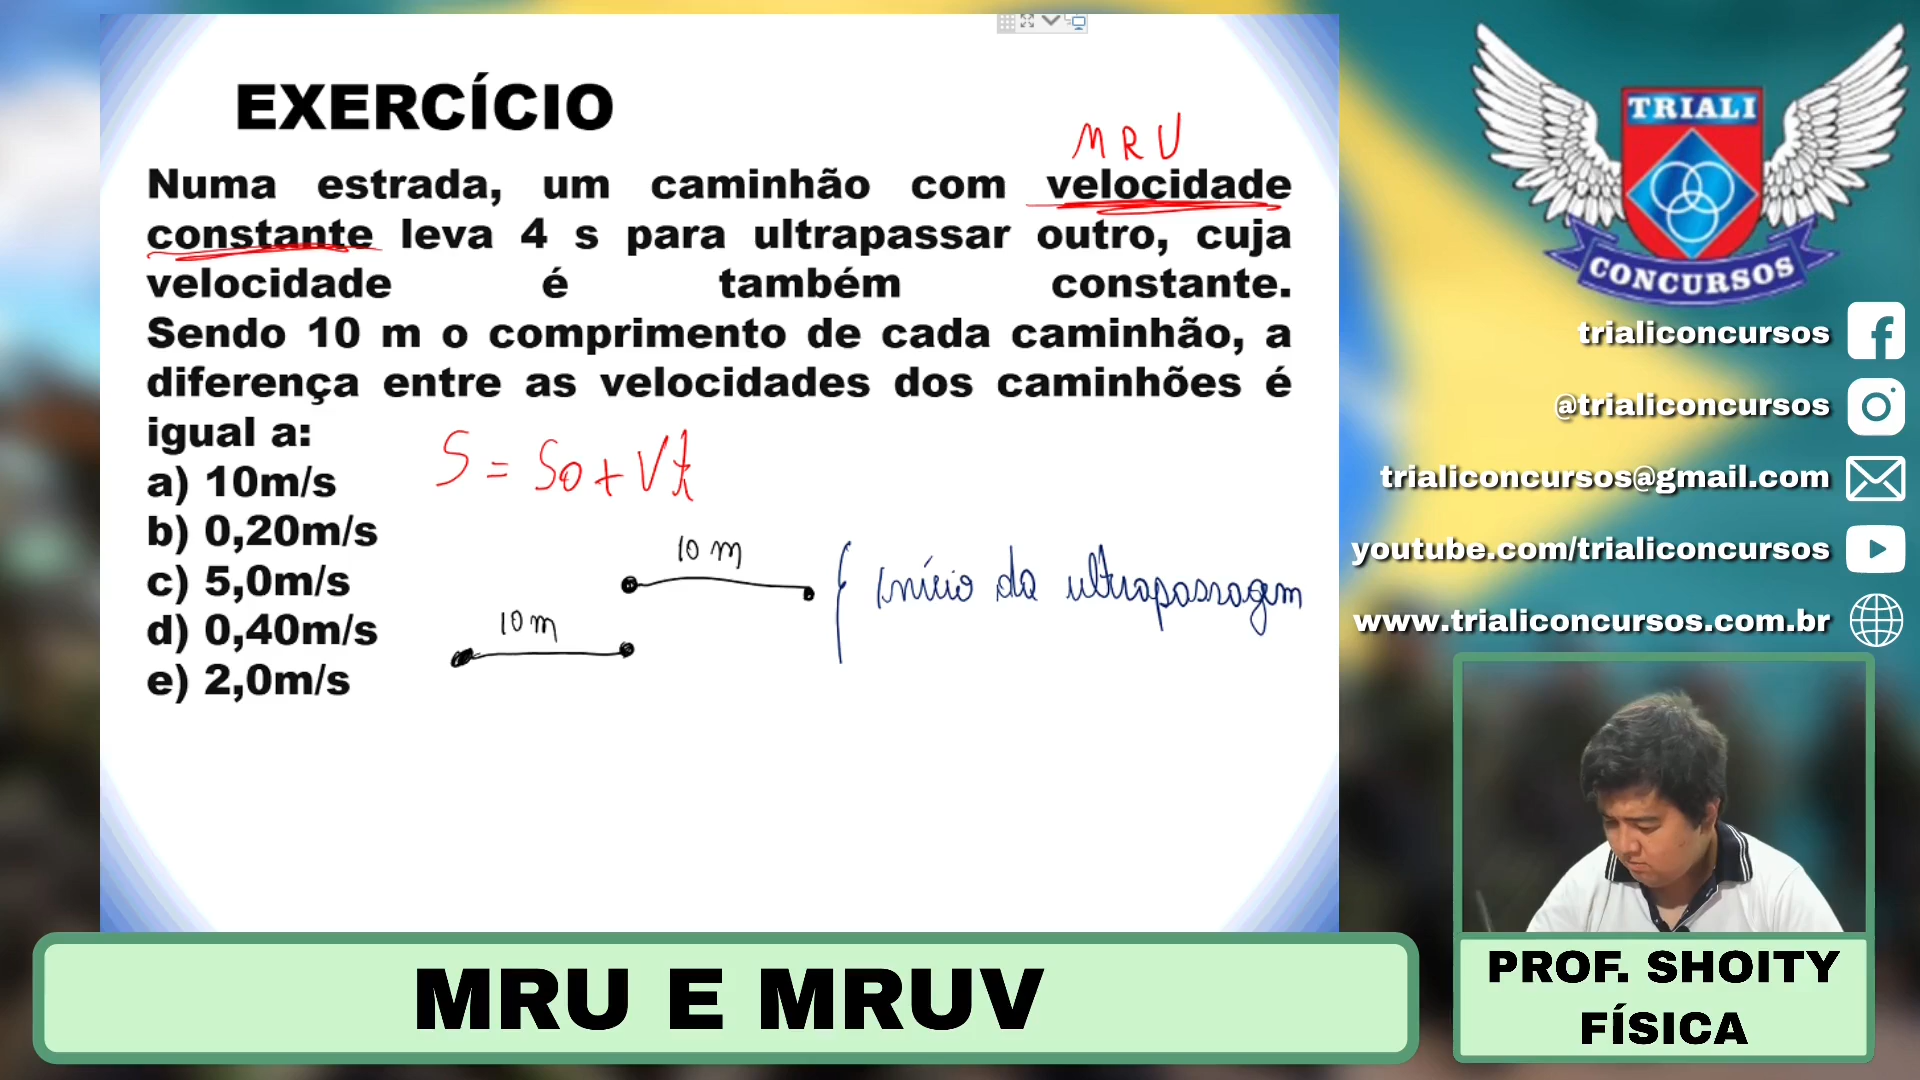 EXERCÍCIO
MRU
Numa estrada, um caminhão com velocidade
constante leva 4 s para ultrapassar outro, cuja
velocidade é também constante.
Sendo 10 m o comprimento de cada caminhão, a
diferença entre as velocidades dos caminhões é
igual a:
S = So + Vt
a) 10m/s
b) 0,20m/s
c) 5,0m/s
d) 0,40m/s
e) 2,0m/s
10 m
10 m
início da ultrapassagem
TRIALI
CONCURSOS
trialiconcursos
@trialiconcursos
trialiconcursos@gmail.com
youtube.com/trialiconcursos
www.trialiconcursos.com.br
MRU E MRUV
PROF. SHOITY
FÍSICA